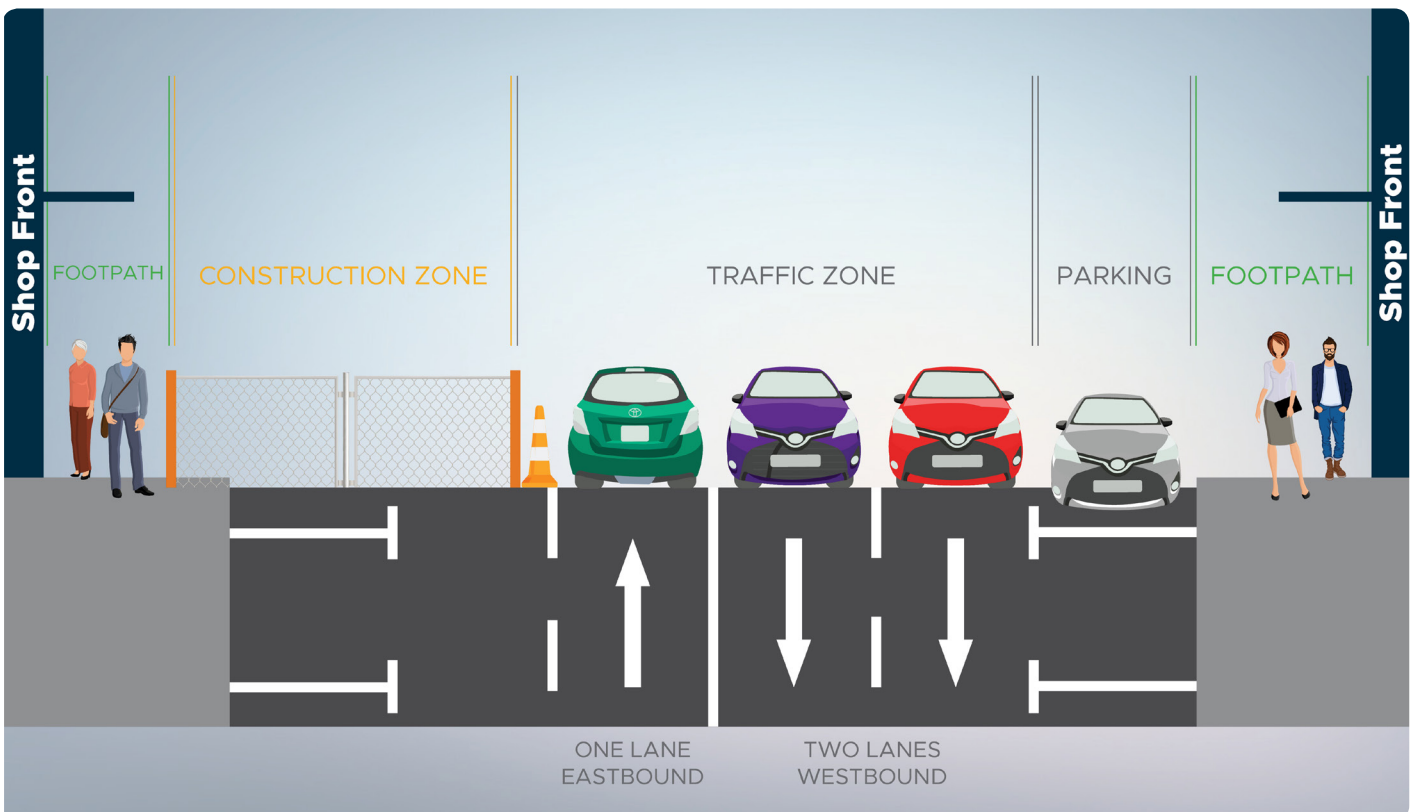 Shop Front
FOOTPATH
CONSTRUCTION ZONE
TRAFFIC ZONE
PARKING
FOOTPATH
Shop Front
ONE LANE
EASTBOUND
TWO LANES
WESTBOUND